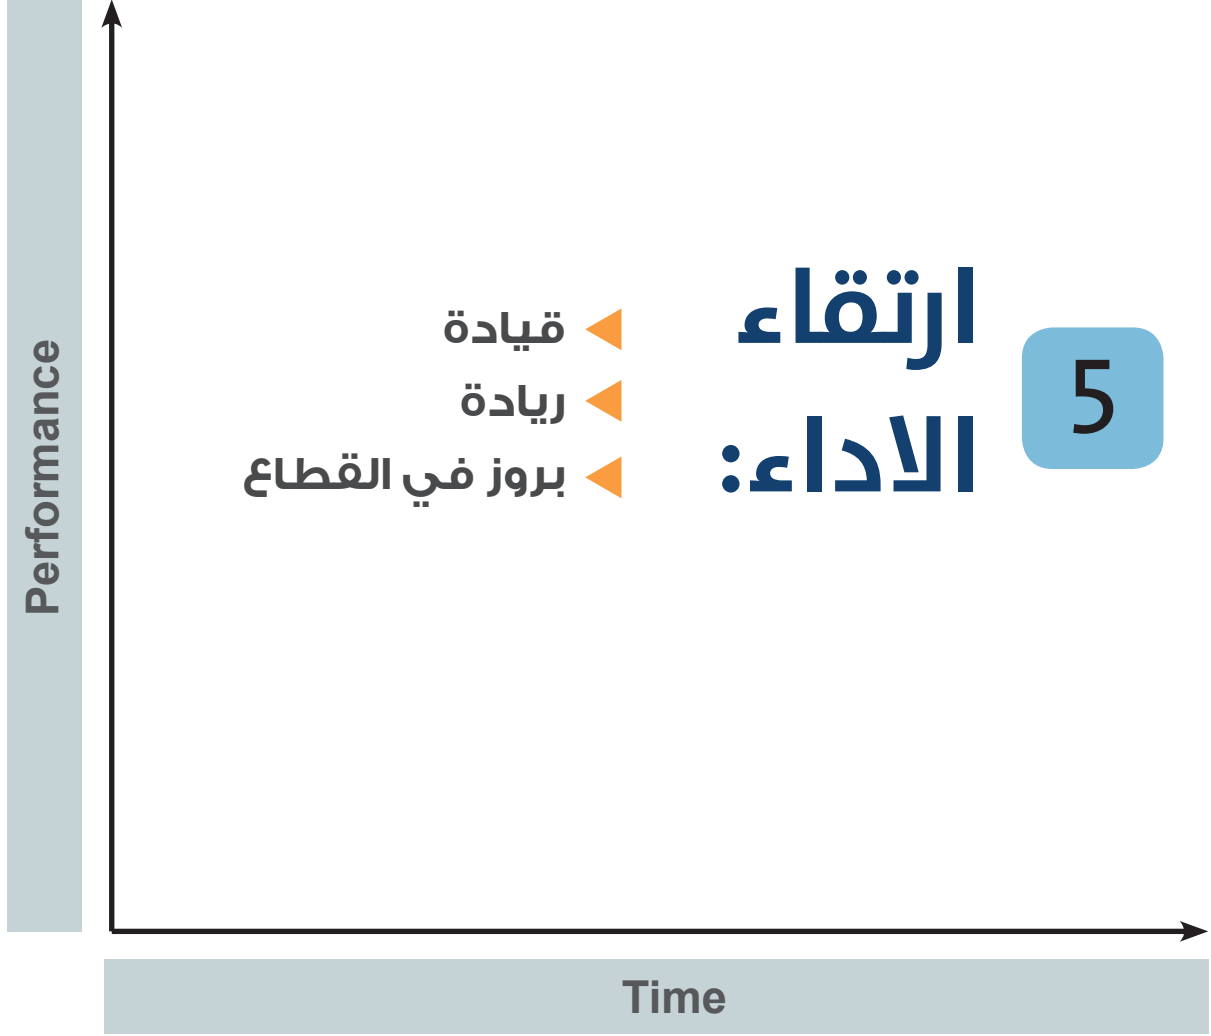 5
ارتقاء
الاداء:
قيادة
ريادة
بروز في القطاع
Performance
Time